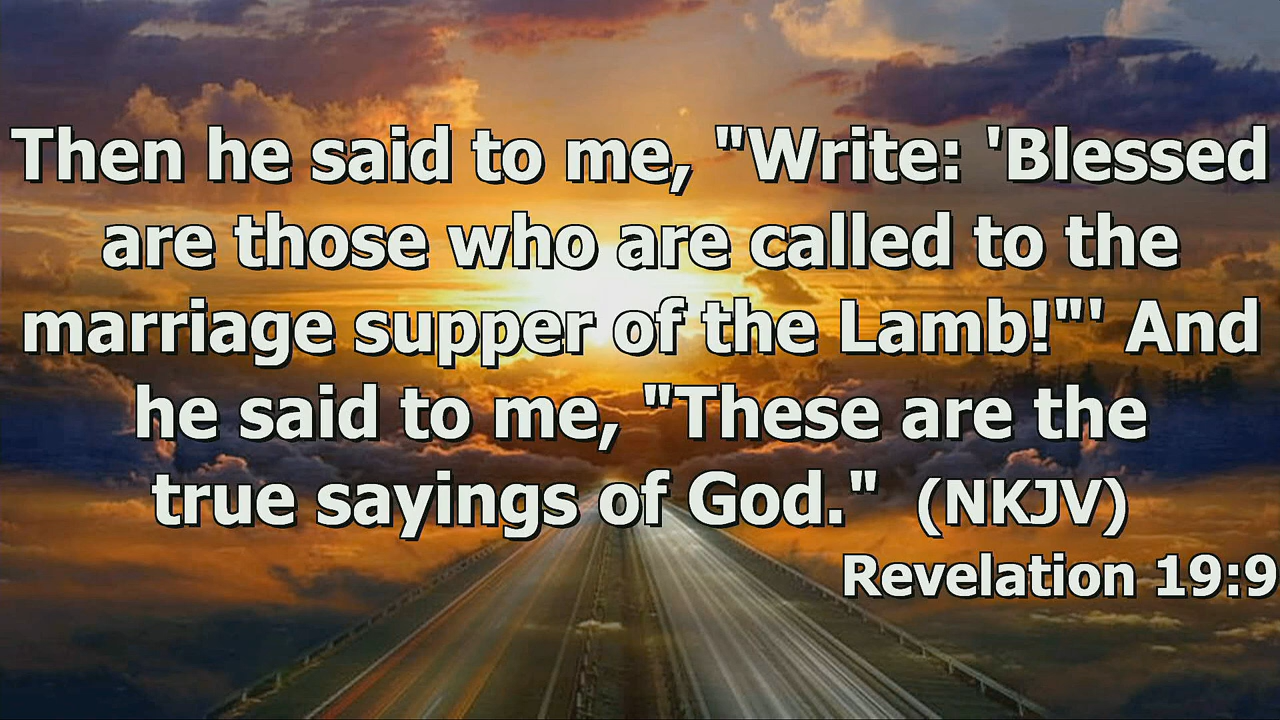 Then he said to me, "Write: 'Blessed
are those who are called to the
marriage supper of the Lamb!"' And
he said to me, "These are the
true sayings of God." (NKJV)
Revelation 19:9